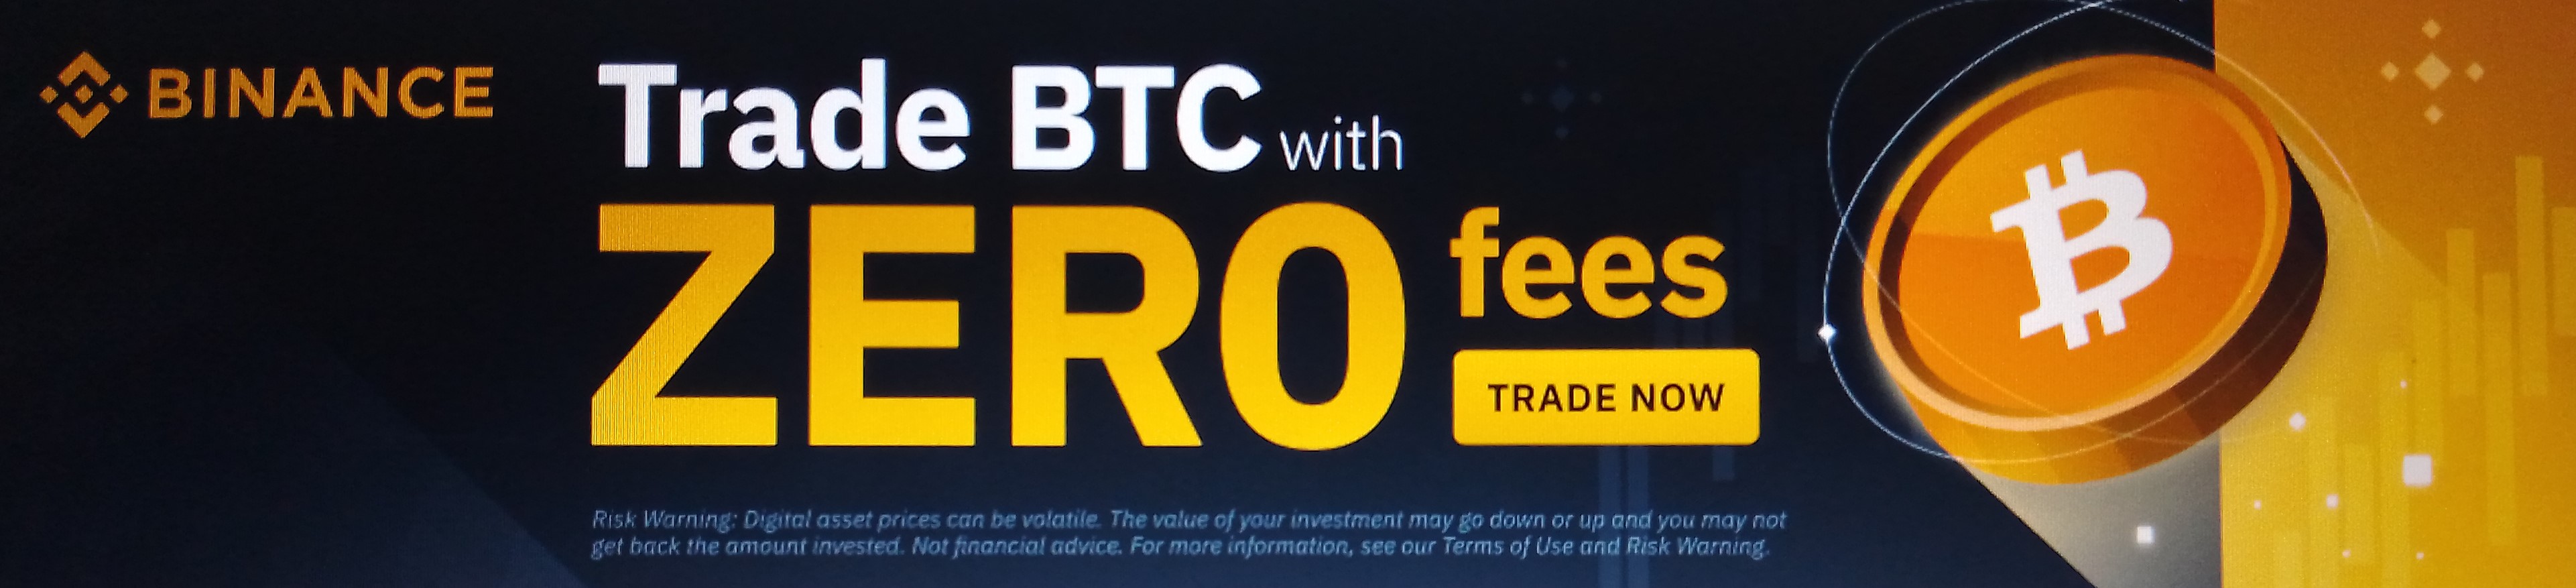 BINANCE
Trade BTC with
ZERO fees
TRADE NOW
Risk Warning: Digital asset prices can be volatile. The value of your investment may go down or up and you may not
get back the amount invested. Not financial advice. For more information, see our Terms of Use and Risk Warning.